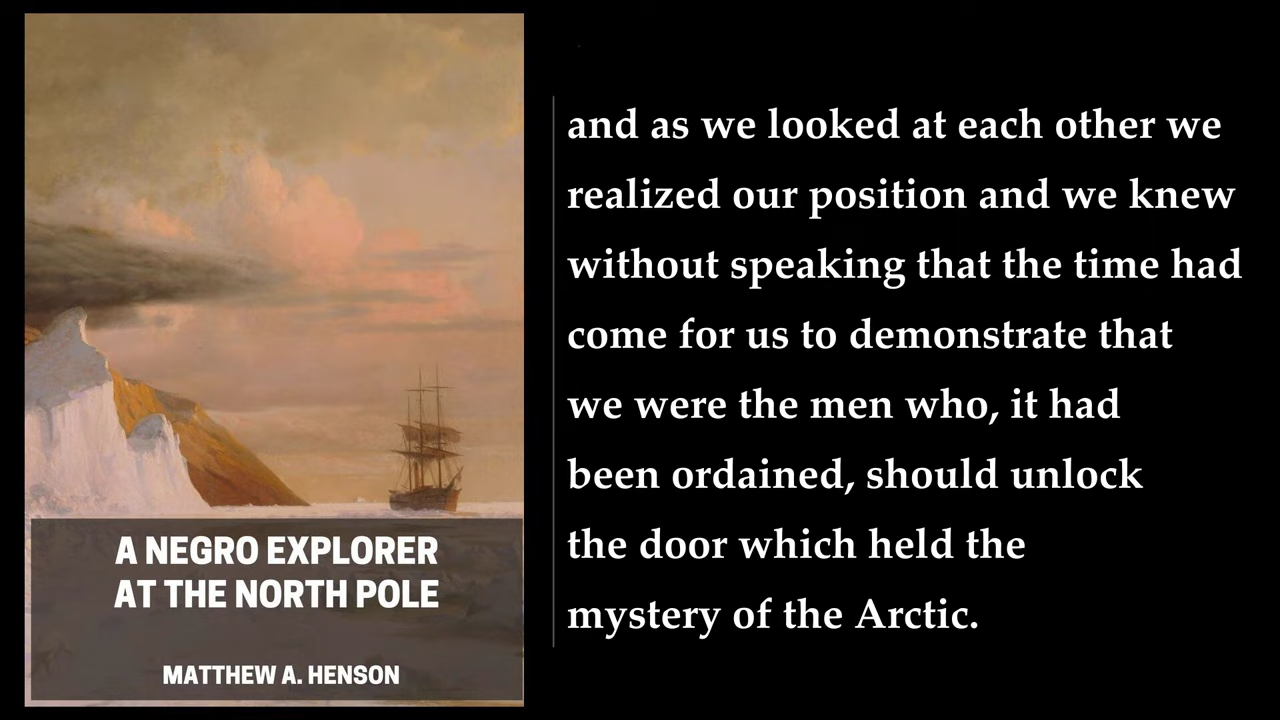 A NEGRO EXPLORER
AT THE NORTH POLE
MATTHEW A. HENSON
and as we looked at each other we
realized our position and we knew
without speaking that the time had
come for us to demonstrate that
we were the men who, it had
been ordained, should unlock
the door which held the
mystery of the Arctic.